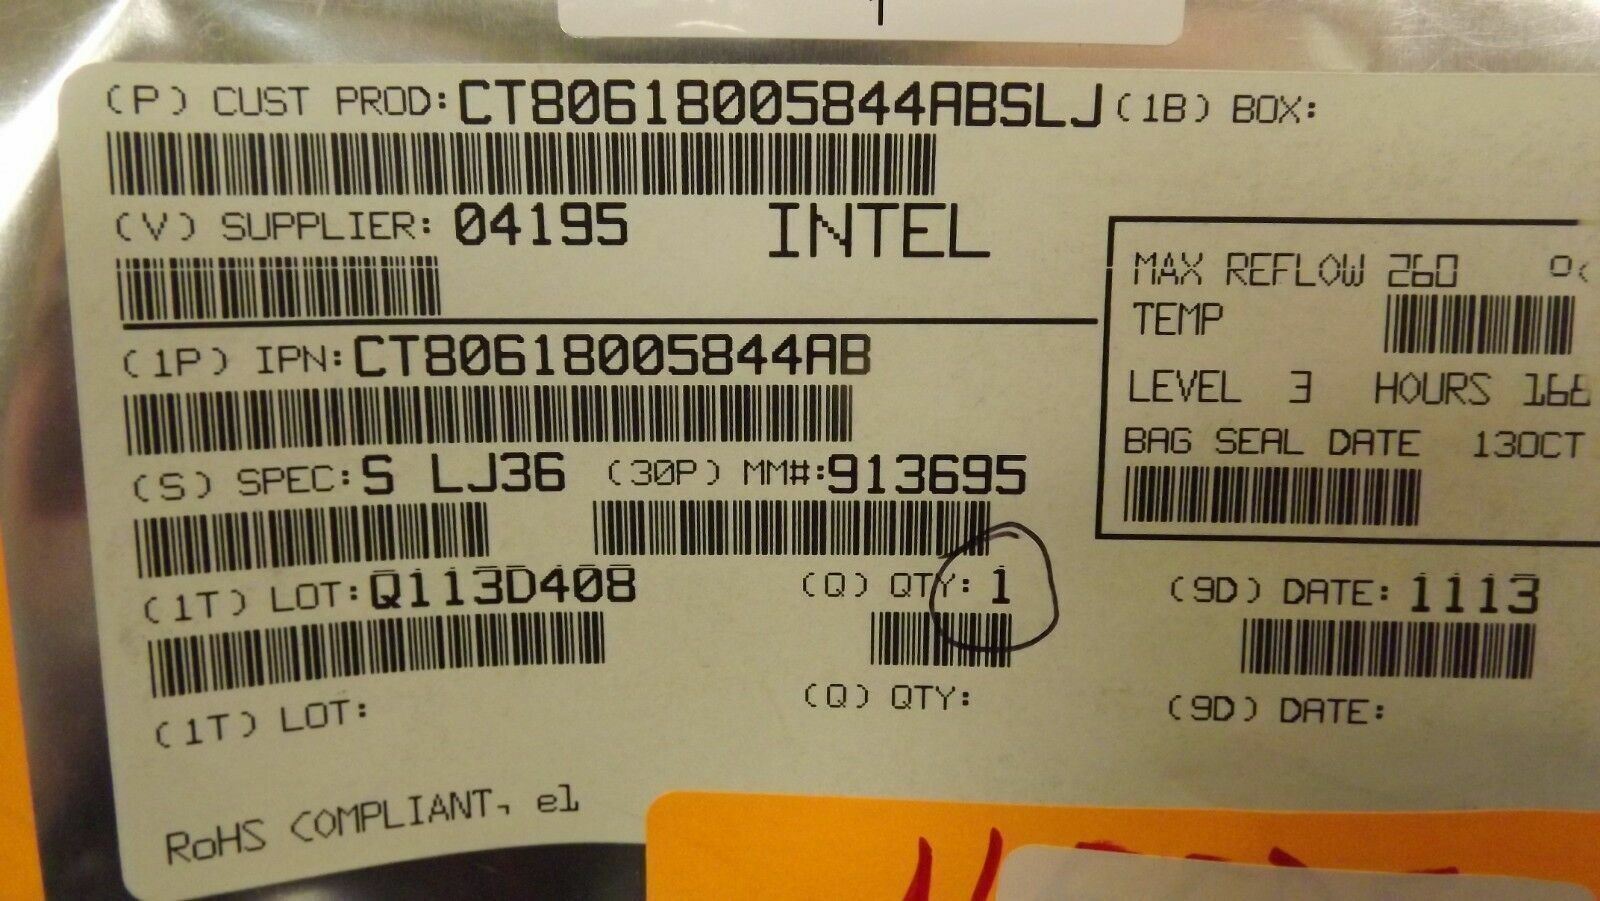 1
(P) CUST PROD: CT80618005844ABSLJ (1B) BOX:
(V) SUPPLIER: 04195 INTEL
MAX REFLOW 260
TEMP
(1P) IPN: CT80618005844AB
LEVEL 3 HOURS 168
BAG SEAL DATE 13OCT
(S) SPEC: S LJ36 (30P) MM#: 913695
(1T) LOT: Q113D408 (Q) QTY: 1 (9D) DATE: 1113
(1T) LOT: (Q) QTY: (9D) DATE:
RoHS COMPLIANT, e1